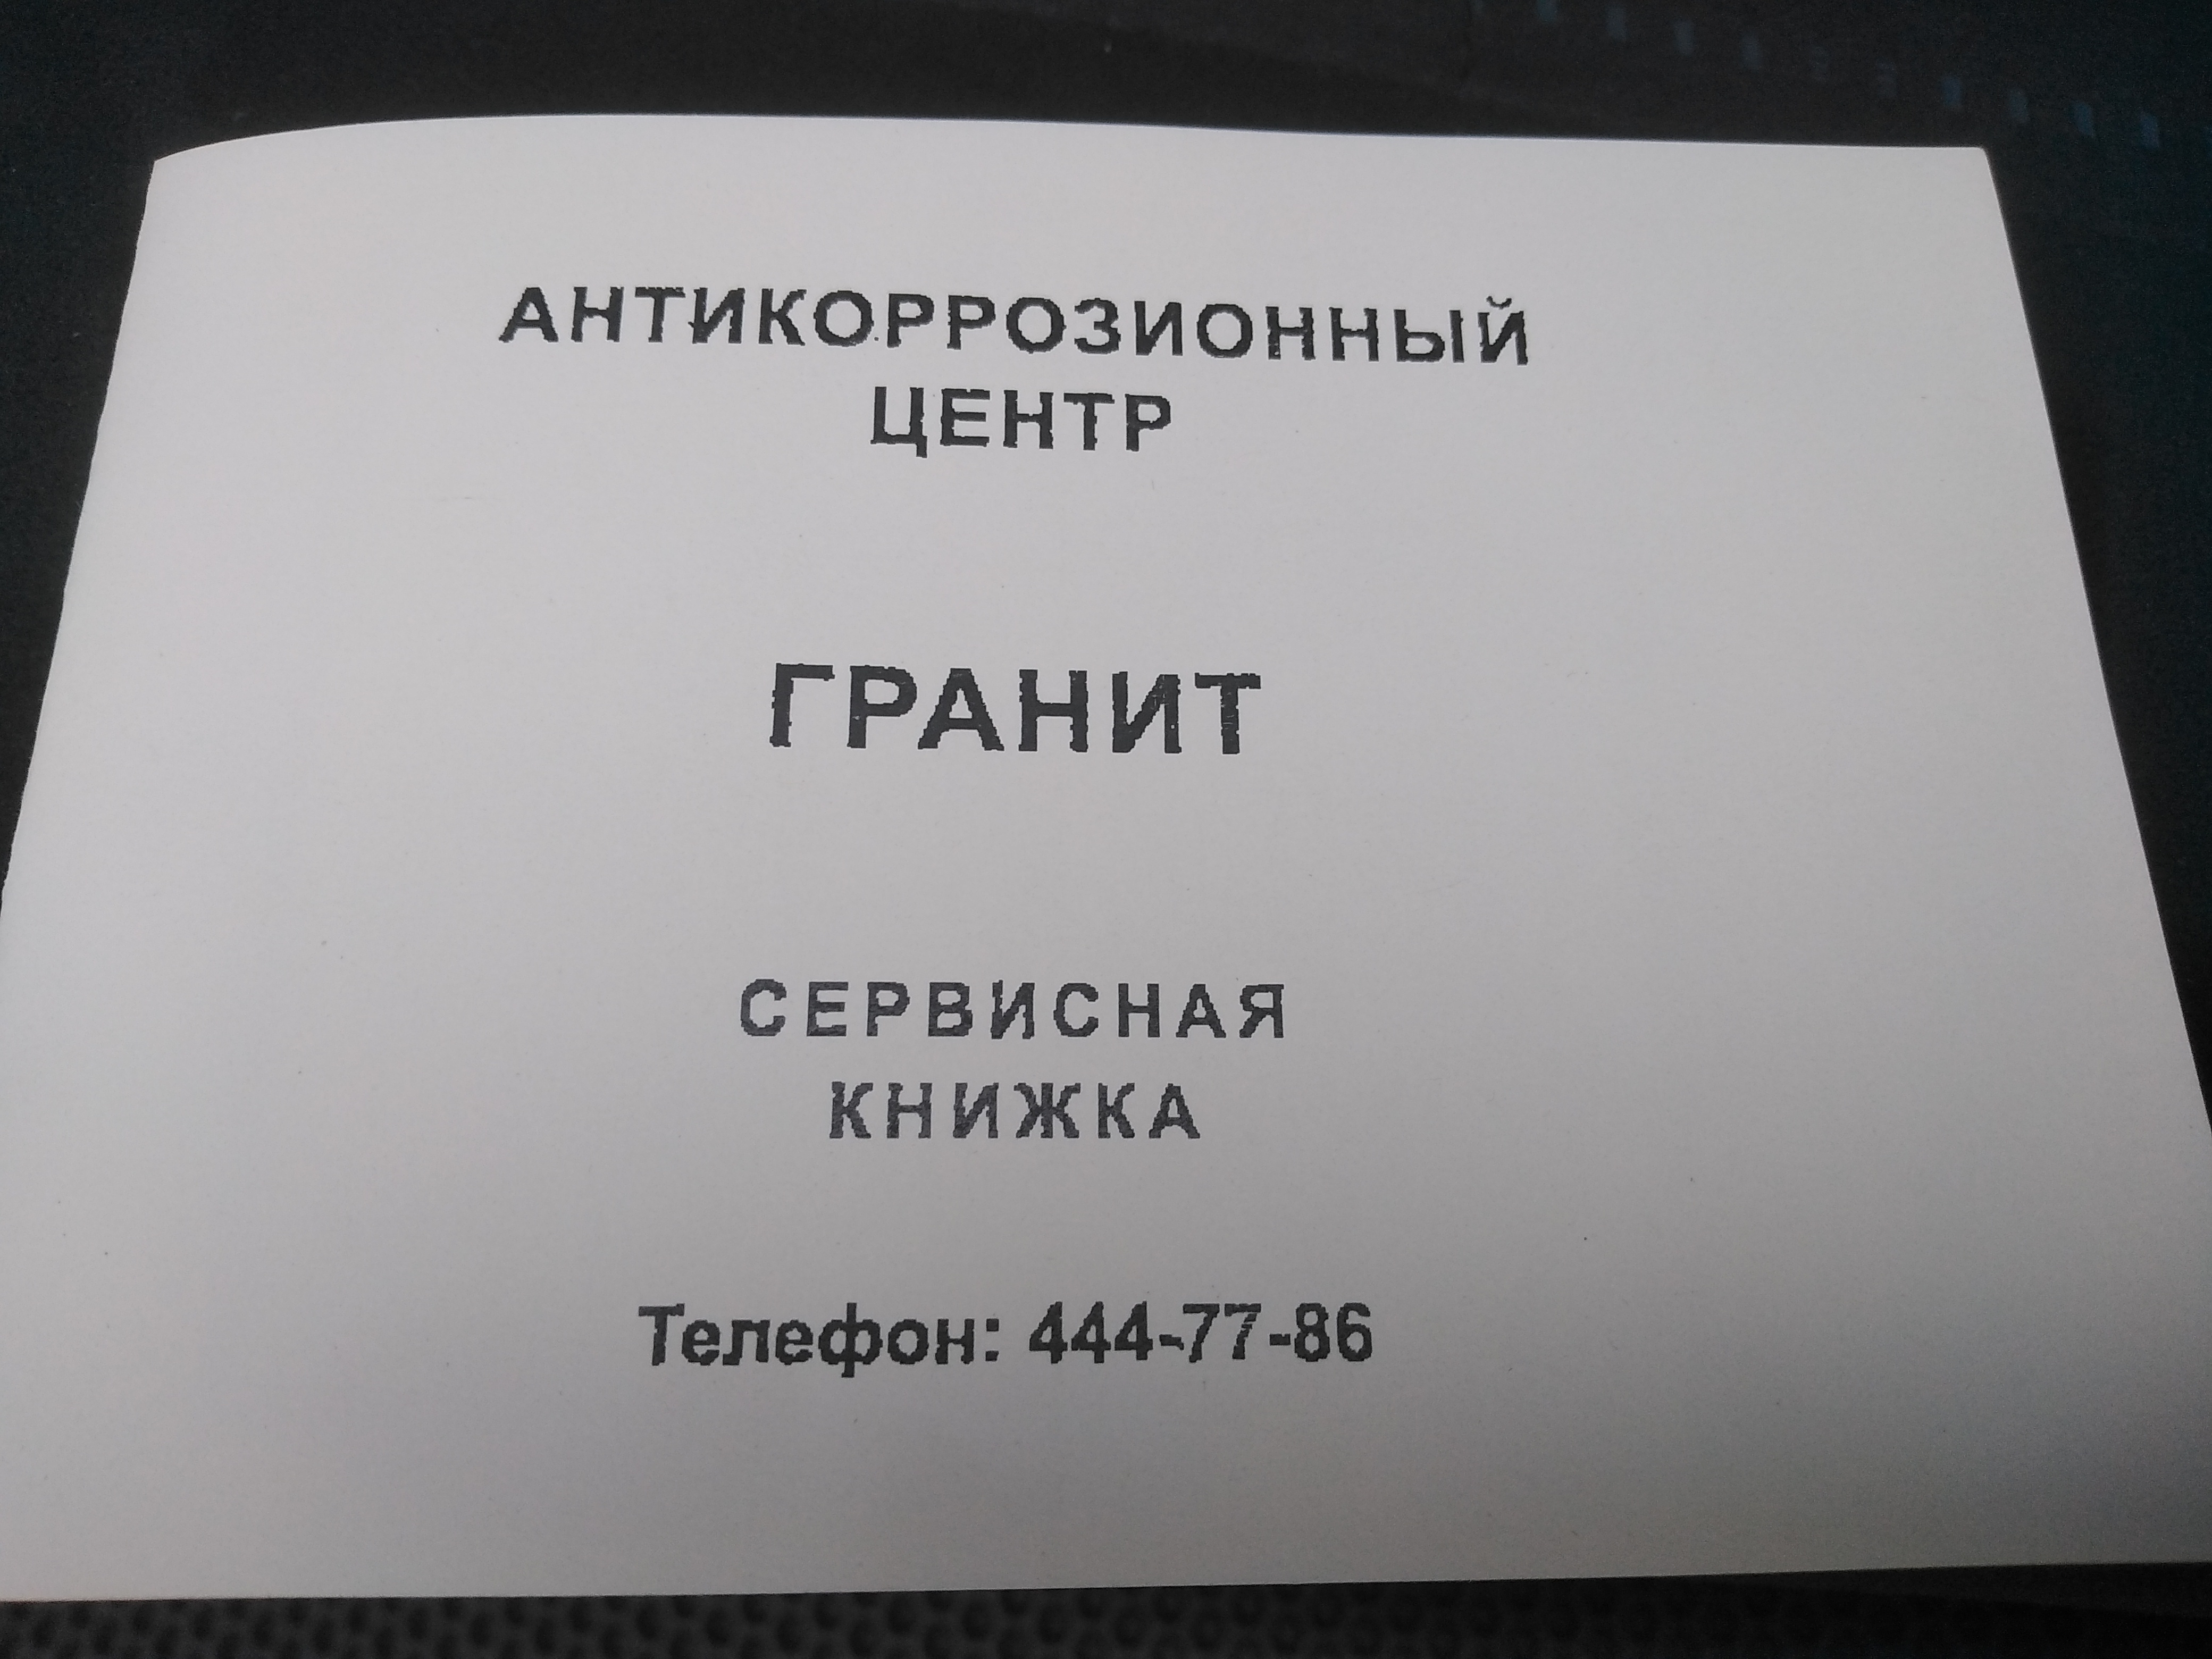 АНТИКОРРОЗИОННЫЙ
ЦЕНТР
ГРАНИТ
СЕРВИСНАЯ
КНИЖКА
Телефон: 444-77-86